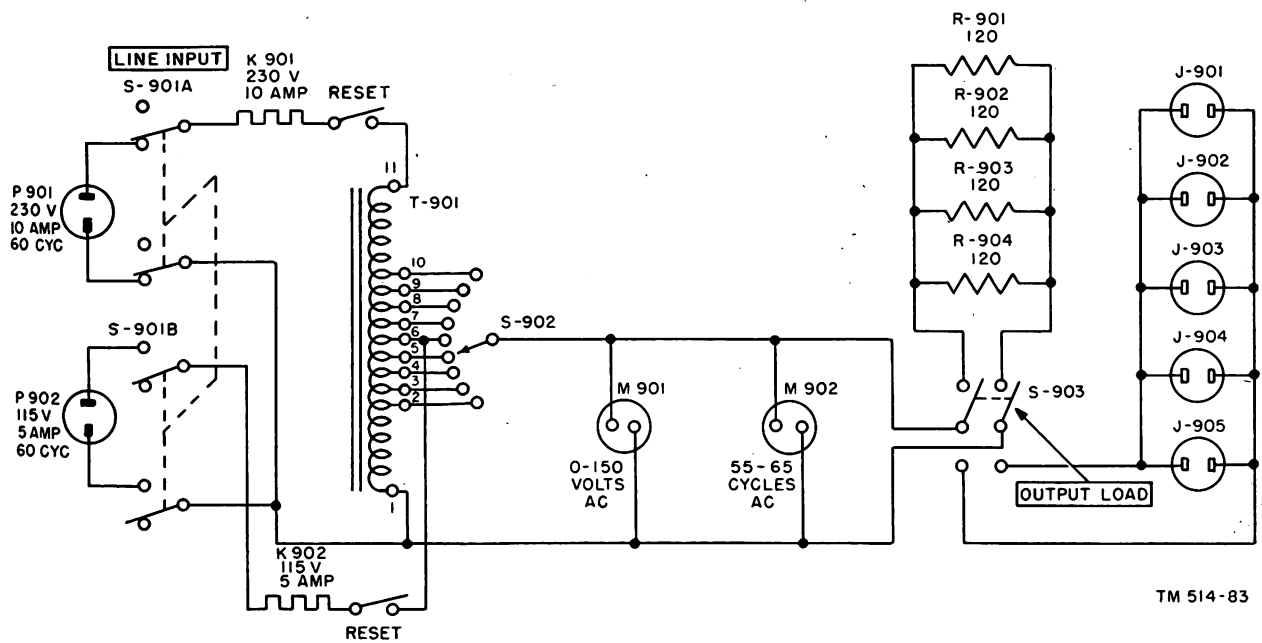 LINE INPUT
S-901A
K 901
230 V
10 AMP
RESET
P 901
230 V
10 AMP
60 CYC
11
T-901
10
9
8
7
6
5
4
3
2
1
S-902
S-901B
P 902
115 V
5 AMP
60 CYC
K 902
115 V
5 AMP
RESET
M 901
0-150
VOLTS
AC
M 902
55-65
CYCLES
AC
R-901
120
R-902
120
R-903
120
R-904
120
S-903
OUTPUT LOAD
J-901
J-902
J-903
J-904
J-905
TM 514-83